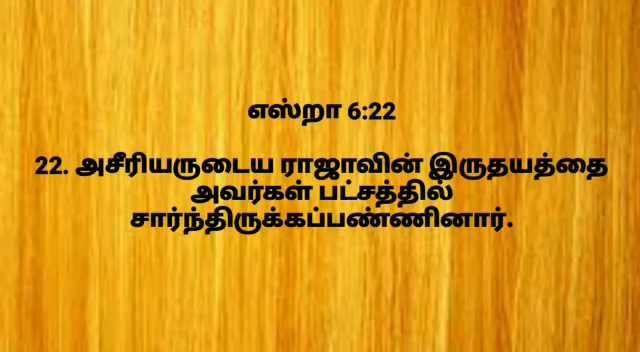 எஸ்றா 6:22
22. அசீரியருடைய ராஜாவின் இருதயத்தை
அவர்கள் பட்சத்தில்
சார்ந்திருக்கப்பண்ணினார்.